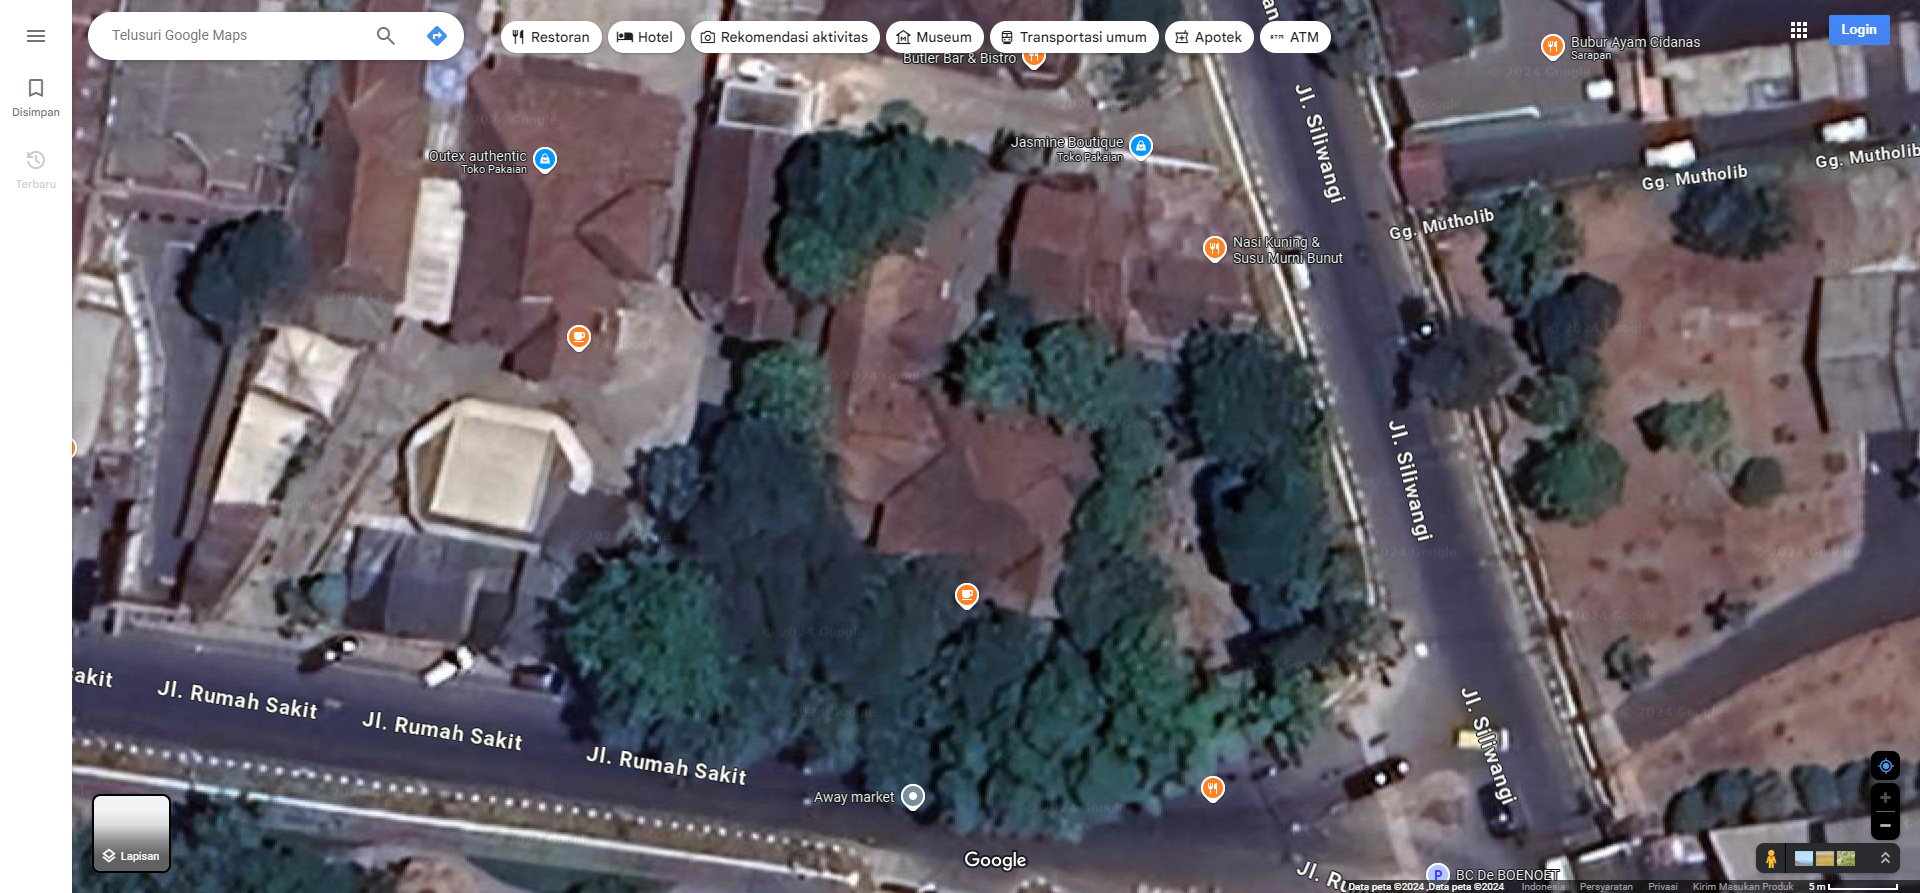 Telusuri Google Maps
Restoran
Hotel
Rekomendasi aktivitas
Museum
Transportasi umum
Apotek
ATM
Login
Disimpan
Terbaru
Butler Bar & Bistro
Bubur Ayam Cidanas
Sarapan
Outex authentic
Toko Pakaian
Jasmine Boutique
Toko Pakaian
Jl. Siliwangi
Gg. Mutholib
Gg. Mutholib
Gg. Mutholib
Nasi Kuning &
Susu Murni Bunut
Jl. Siliwangi
Jl. Siliwangi
Jl. Rumah Sakit
Jl. Rumah Sakit
Jl. Rumah Sakit
Away market
Lapisan
Google
BC De BOENOET
Data peta ©2024 ,Data peta ©2024
Indonesia
Persyaratan
Privasi
Kirim Masukan Produk
5 m